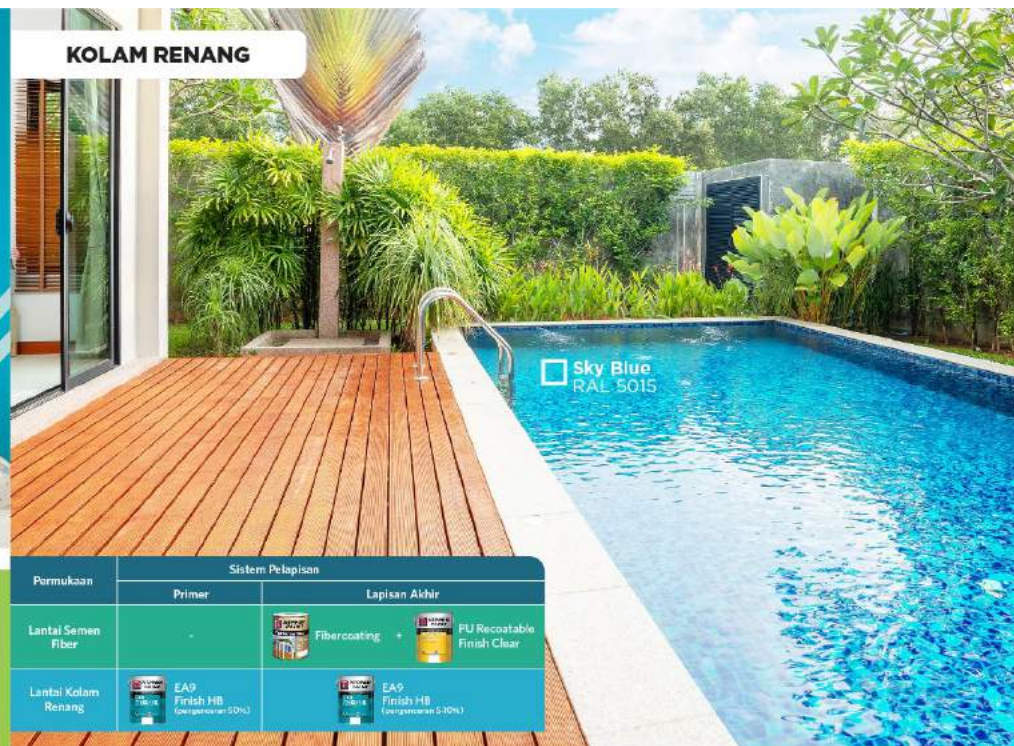 KOLAM RENANG
Sky Blue
RAL 5015
Permukaan
Sistem Pelapisan
Primer
Lapisan Akhir
Lantai Semen
Fiber
-
Fibercoating
+
PU Recoatable
Finish Clear
Lantai Kolam
Renang
EA9
Finish HB
(pengenceran 50%)
EA9
Finish HB
(pengenceran 5-10%)